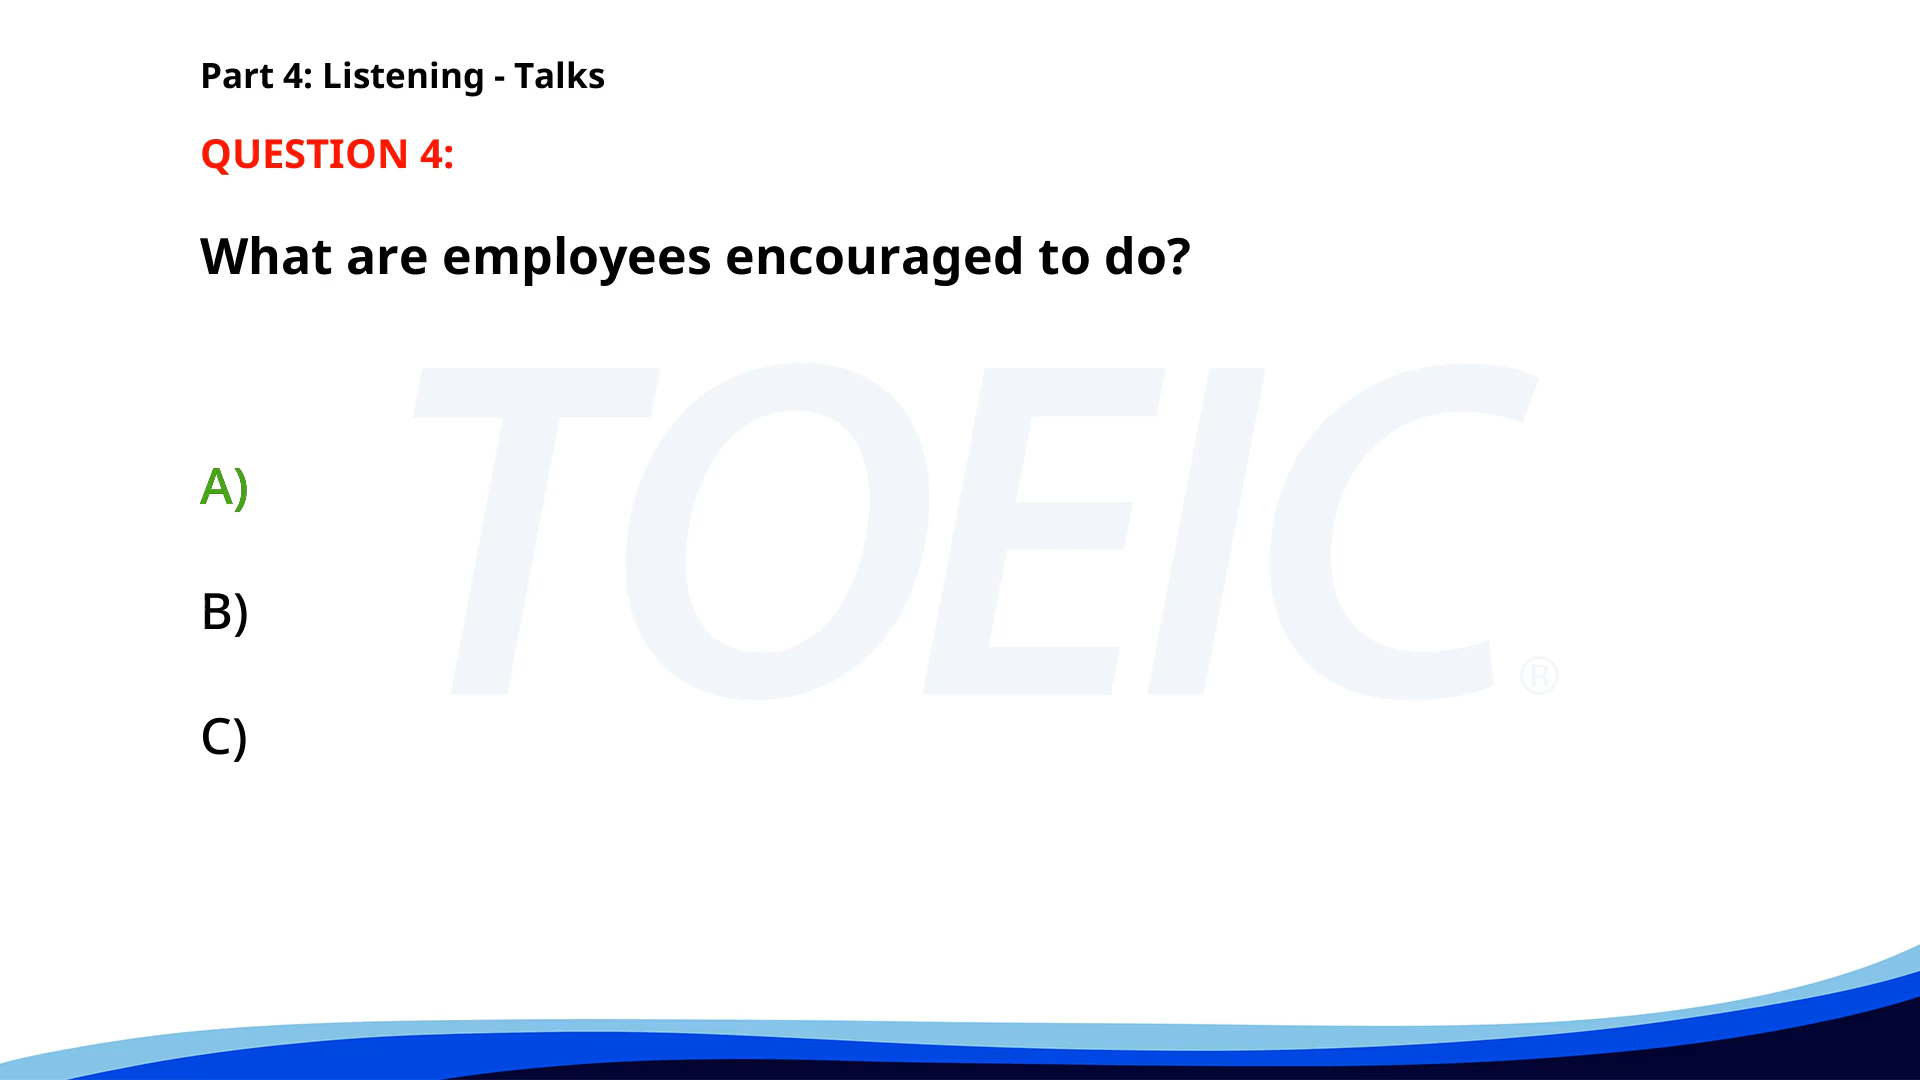 Part 4: Listening - Talks
QUESTION 4:
What are employees encouraged to do?
TOEIC ®
A)
B)
C)